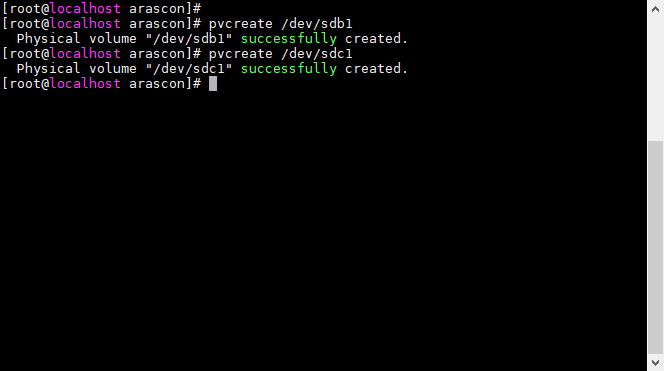 [root@localhost arascon]#
[root@localhost arascon]# pvcreate /dev/sdb1
  Physical volume "/dev/sdb1" successfully created.
[root@localhost arascon]# pvcreate /dev/sdc1
  Physical volume "/dev/sdc1" successfully created.
[root@localhost arascon]#